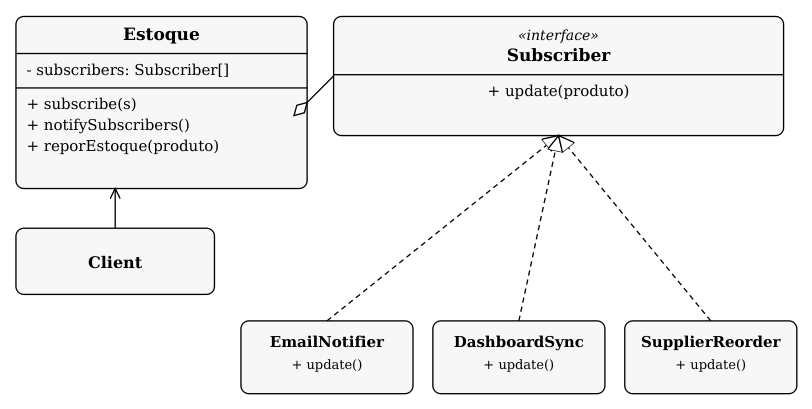 Estoque
- subscribers: Subscriber[]
+ subscribe(s)
+ notifySubscribers()
+ reporEstoque(produto)
«interface»
Subscriber
+ update(produto)
Client
EmailNotifier
+ update()
DashboardSync
+ update()
SupplierReorder
+ update()